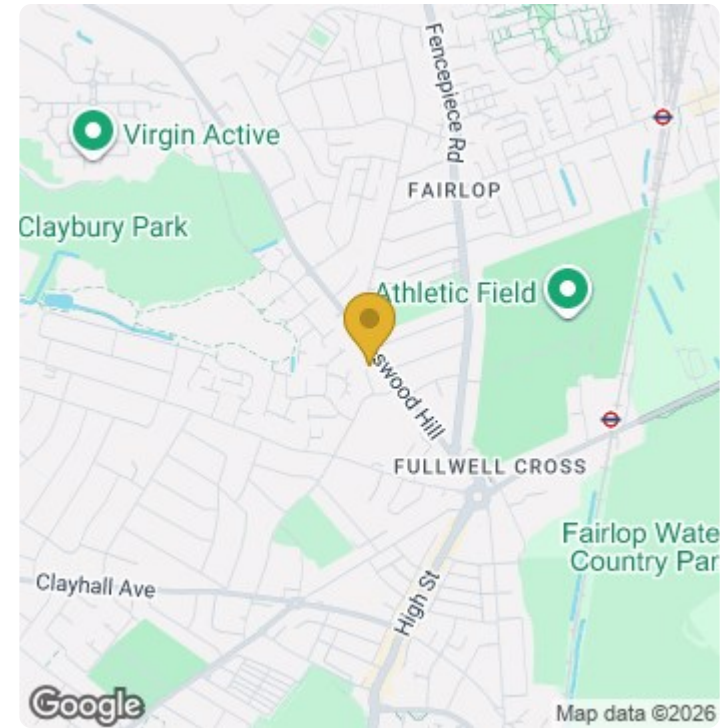 Fencepiece Rd
Virgin Active
FAIRLOP
Claybury Park
Athletic Field
swood Hill
FULLWELL CROSS
Fairlop Wate
Country Par
Clayhall Ave
High St
Google
Map data ©2026